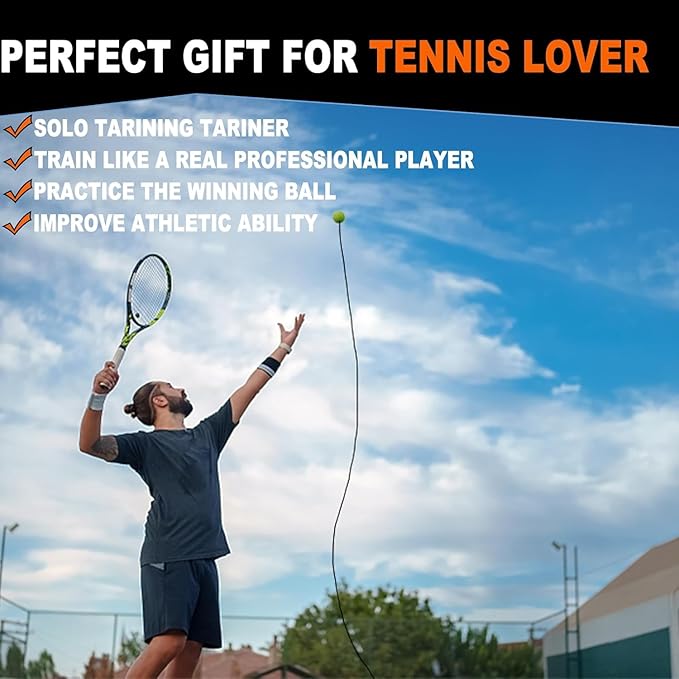 PERFECT GIFT FOR TENNIS LOVER
SOLO TARINING TARINER
TRAIN LIKE A REAL PROFESSIONAL PLAYER
PRACTICE THE WINNING BALL
IMPROVE ATHLETIC ABILITY